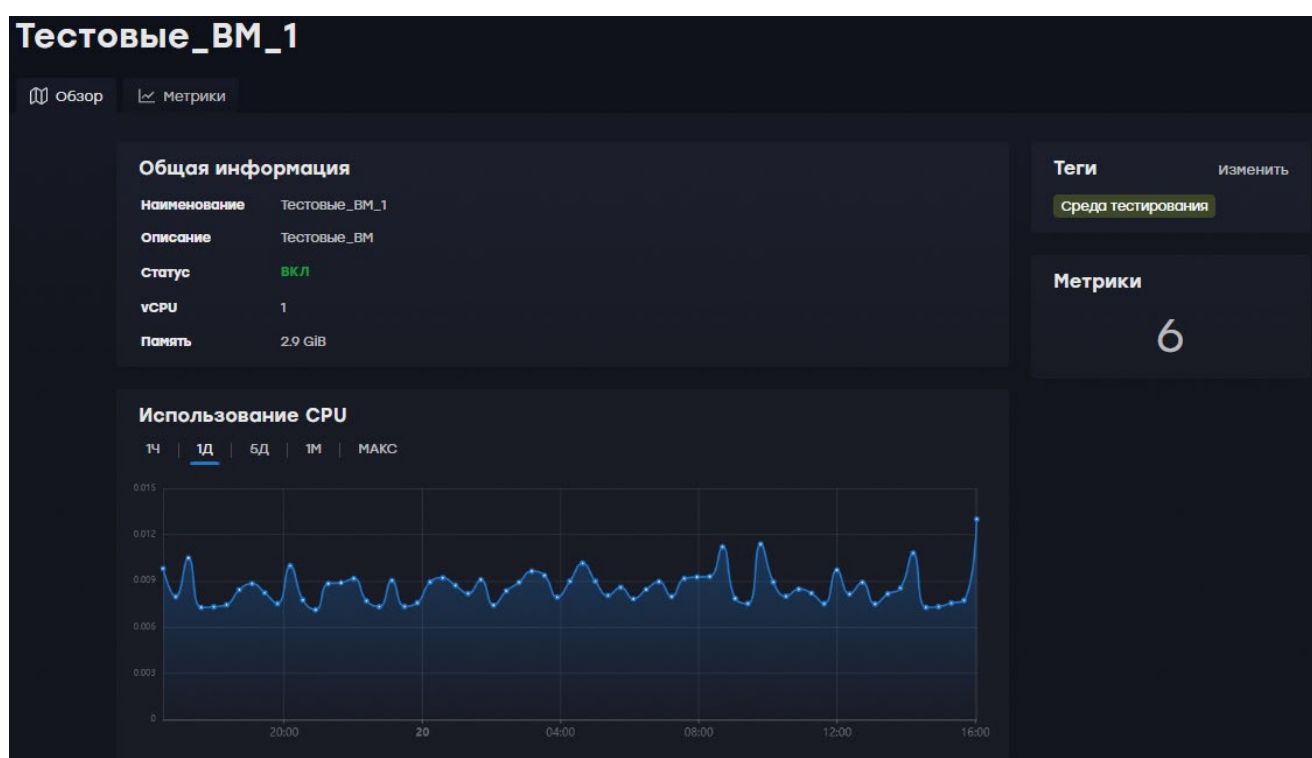 Тестовые_ВМ_1
Обзор
Метрики
Общая информация
Наименование Тестовые_ВМ_1
Описание Тестовые_ВМ
Статус ВКЛ
vCPU 1
Память 2.9 GiB
Теги Изменить
Среда тестирования
Метрики
6
Использование CPU
1Ч | 1Д | 5Д | 1М | МАКС
0.015
0.012
0.009
0.006
0.003
0
20:00 20 04:00 08:00 12:00 16:00